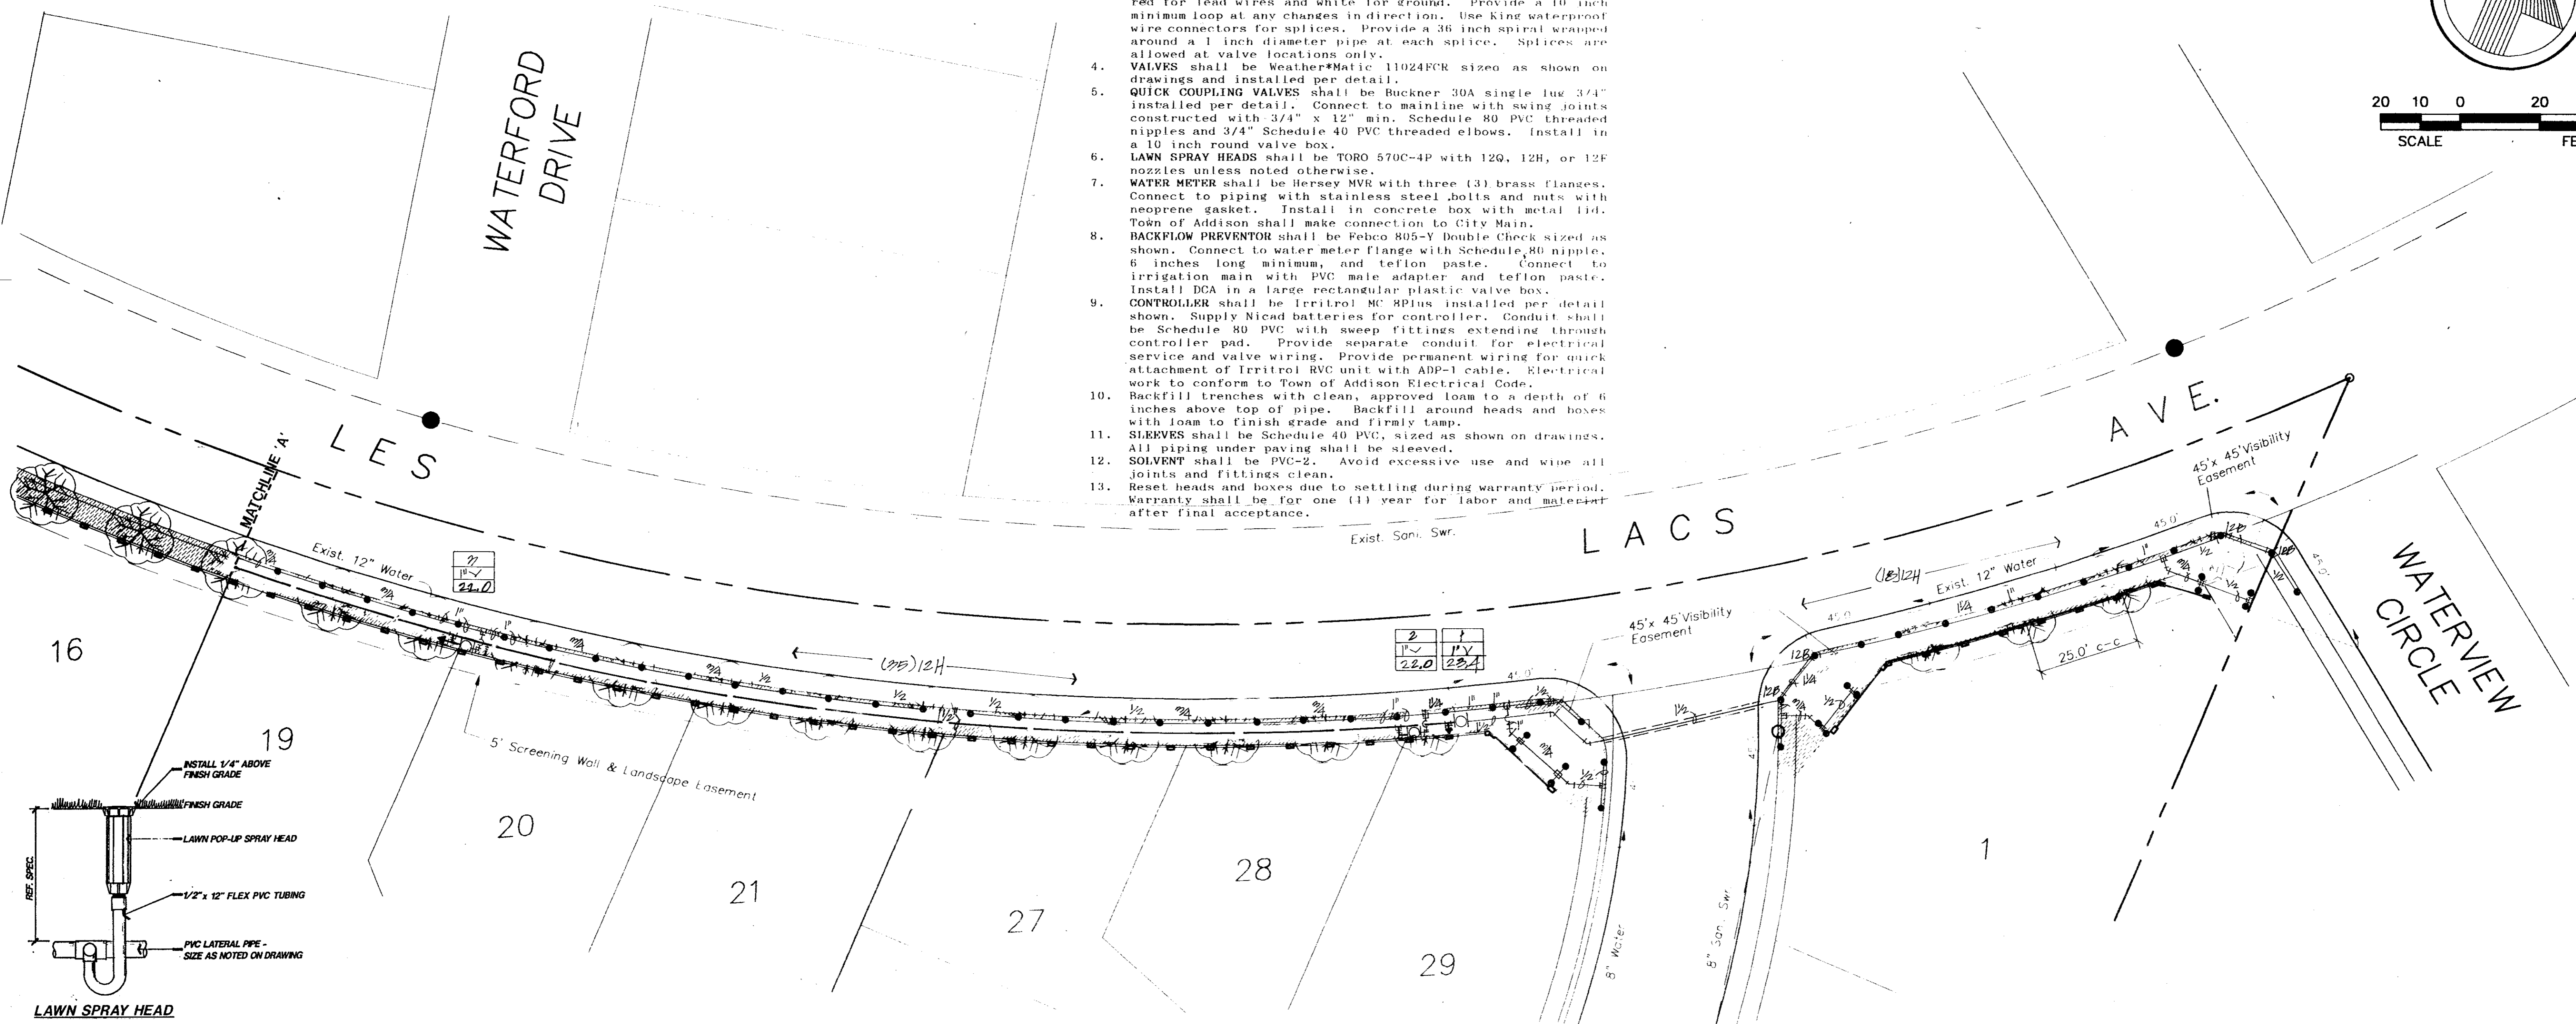 red for lead wires and white for ground. Provide a 10 inch
minimum loop at any changes in direction. Use King waterproof
wire connectors for splices. Provide a 36 inch spiral wrapped
around a 1 inch diameter pipe at each splice. Splices are
allowed at valve locations only.
4. VALVES shall be Weather*Matic 11024FCR sized as shown on
drawings and installed per detail.
5. QUICK COUPLING VALVES shall be Buckner 30A single lug 3/4"
installed per detail. Connect to mainline with swing joints
constructed with 3/4" x 12" min. Schedule 80 PVC threaded
nipples and 3/4" Schedule 40 PVC threaded elbows. Install in
a 10 inch round valve box.
6. LAWN SPRAY HEADS shall be TORO 570C-4P with 12Q, 12H, or 12F
nozzles unless noted otherwise.
7. WATER METER shall be Hersey MVR with three (3) brass flanges.
Connect to piping with stainless steel bolts and nuts with
neoprene gasket. Install in concrete box with metal lid.
Town of Addison shall make connection to City Main.
8. BACKFLOW PREVENTOR shall be Febco 805-Y Double Check sized as
shown. Connect to water meter flange with Schedule 80 nipple,
6 inches long minimum, and teflon paste. Connect to
irrigation main with PVC male adapter and teflon paste.
Install DCA in a large rectangular plastic valve box.
9. CONTROLLER shall be Irritrol MC 8Plus installed per detail
shown. Supply Nicad batteries for controller. Conduit shall
be Schedule 80 PVC with sweep fittings extending through
controller pad. Provide separate conduit for electrical
service and valve wiring. Provide permanent wiring for quick
attachment of Irritrol RVC unit with ADP-1 cable. Electrical
work to conform to Town of Addison Electrical Code.
10. Backfill trenches with clean, approved loam to a depth of 6
inches above top of pipe. Backfill around heads and boxes
with loam to finish grade and firmly tamp.
11. SLEEVES shall be Schedule 40 PVC, sized as shown on drawings.
All piping under paving shall be sleeved.
12. SOLVENT shall be PVC-2. Avoid excessive use and wipe all
joints and fittings clean.
13. Reset heads and boxes due to settling during warranty period.
Warranty shall be for one (1) year for labor and material
after final acceptance.
20 10 0 20
SCALE FE
WATERFORD
DRIVE
LES
LACS
AVE.
MATCHLINE 'A'
Exist. 12" Water
1"
22.0
Exist. Sani. Swr.
(35)12H
2
1"
22.0
1
1"
23.4
45'x 45' Visibility
Easement
(18)12H
Exist. 12" Water
45.0'
45.0'
45'x 45' Visibility
Easement
45.0'
12B
12B
25.0' c-c
WATERVIEW
CIRCLE
5' Screening Wall & Landscape Easement
16
19
20
21
27
28
29
1
8" Water
8" San. Swr.
INSTALL 1/4" ABOVE
FINISH GRADE
FINISH GRADE
LAWN POP-UP SPRAY HEAD
REF. SPEC.
1/2" x 12" FLEX PVC TUBING
PVC LATERAL PIPE -
SIZE AS NOTED ON DRAWING
LAWN SPRAY HEAD